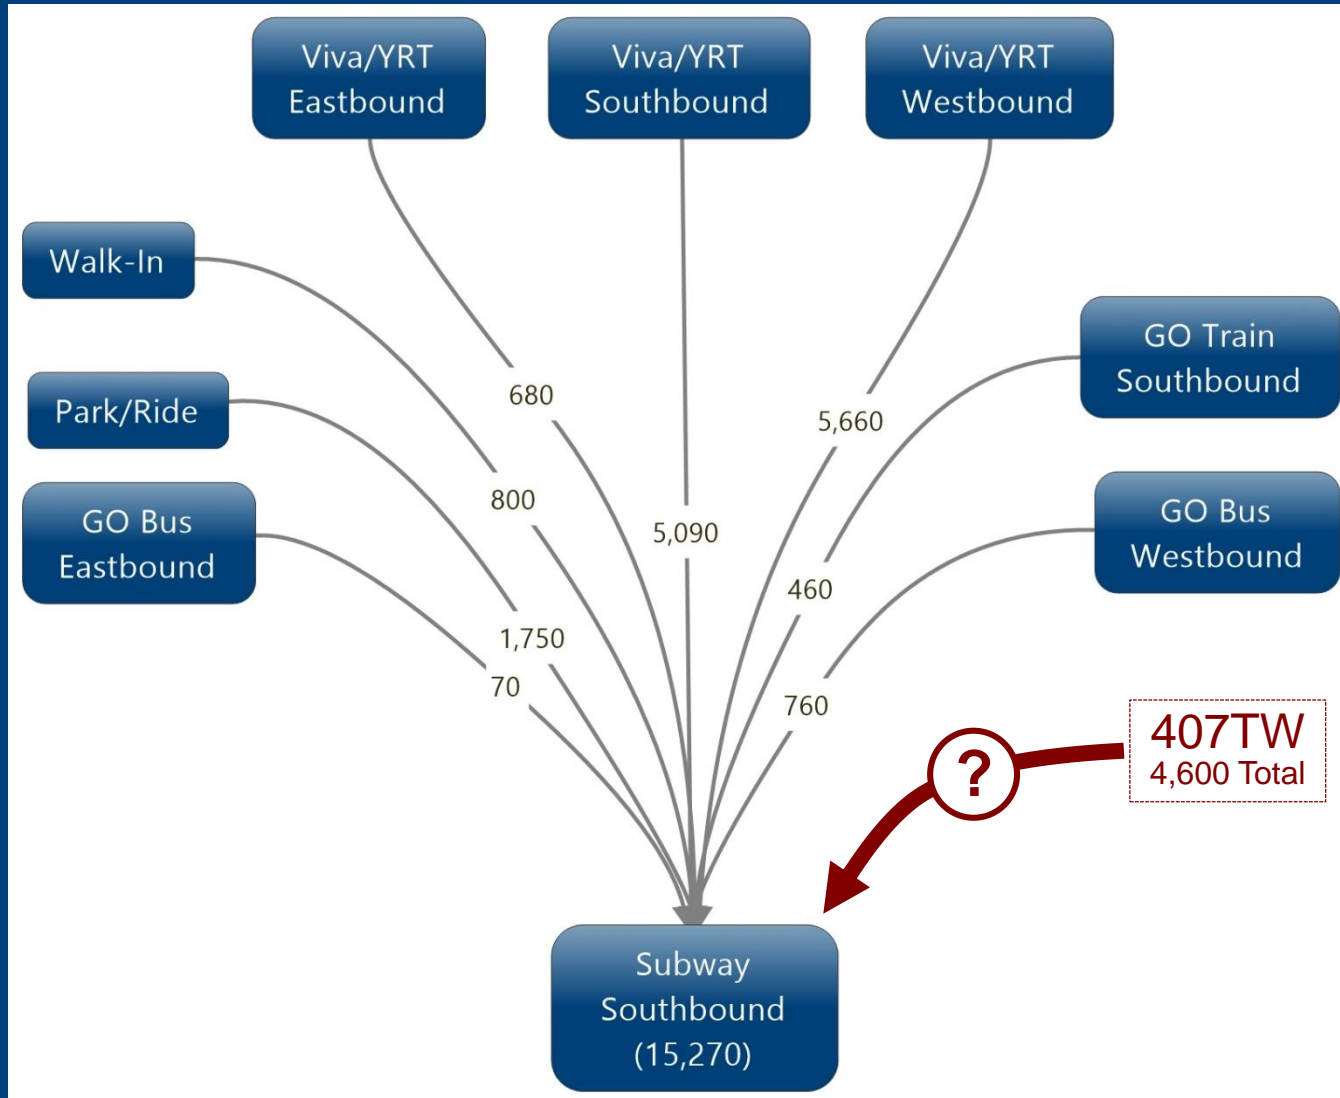 Viva/YRT
Eastbound
Viva/YRT
Southbound
Viva/YRT
Westbound
Walk-In
Park/Ride
GO Bus
Eastbound
GO Train
Southbound
GO Bus
Westbound
680
800
1,750
70
5,090
5,660
460
760
?
407TW
4,600 Total
Subway
Southbound
(15,270)